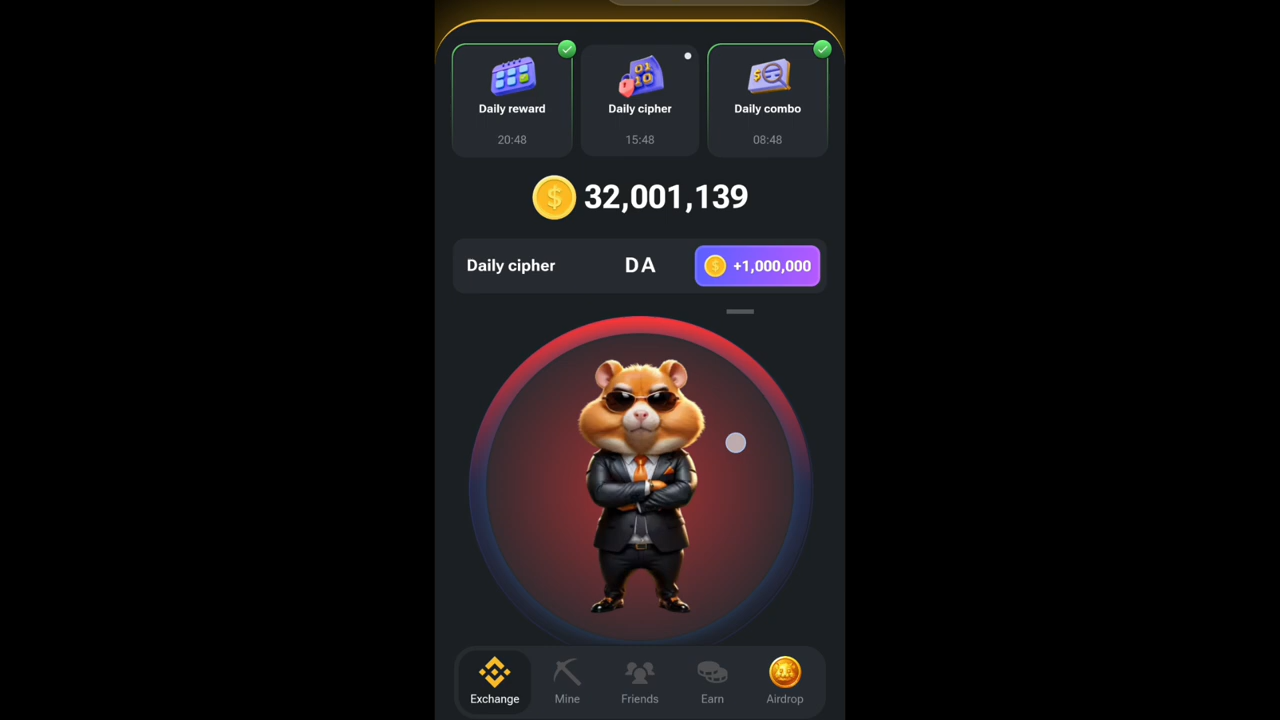 Daily reward
20:48
Daily cipher
15:48
Daily combo
08:48
32,001,139
Daily cipher DA +1,000,000
Exchange Mine Friends Earn Airdrop